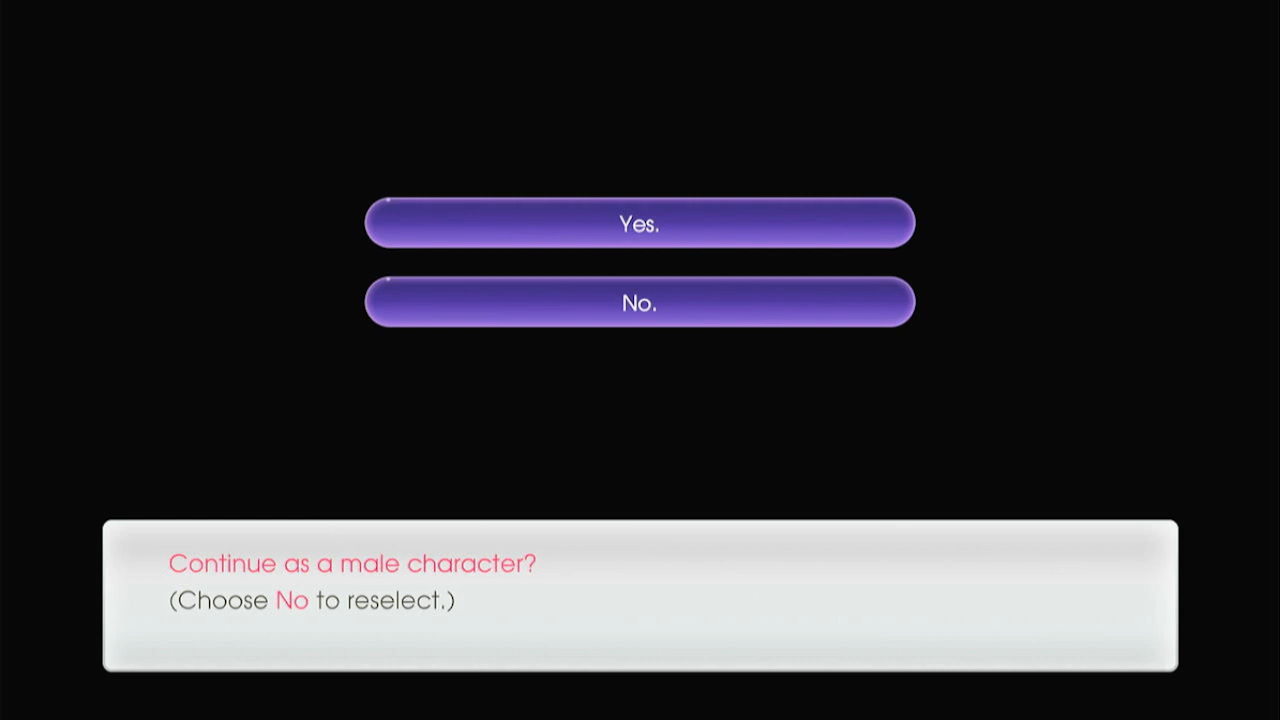 Yes.
No.
Continue as a male character?
(Choose No to reselect.)